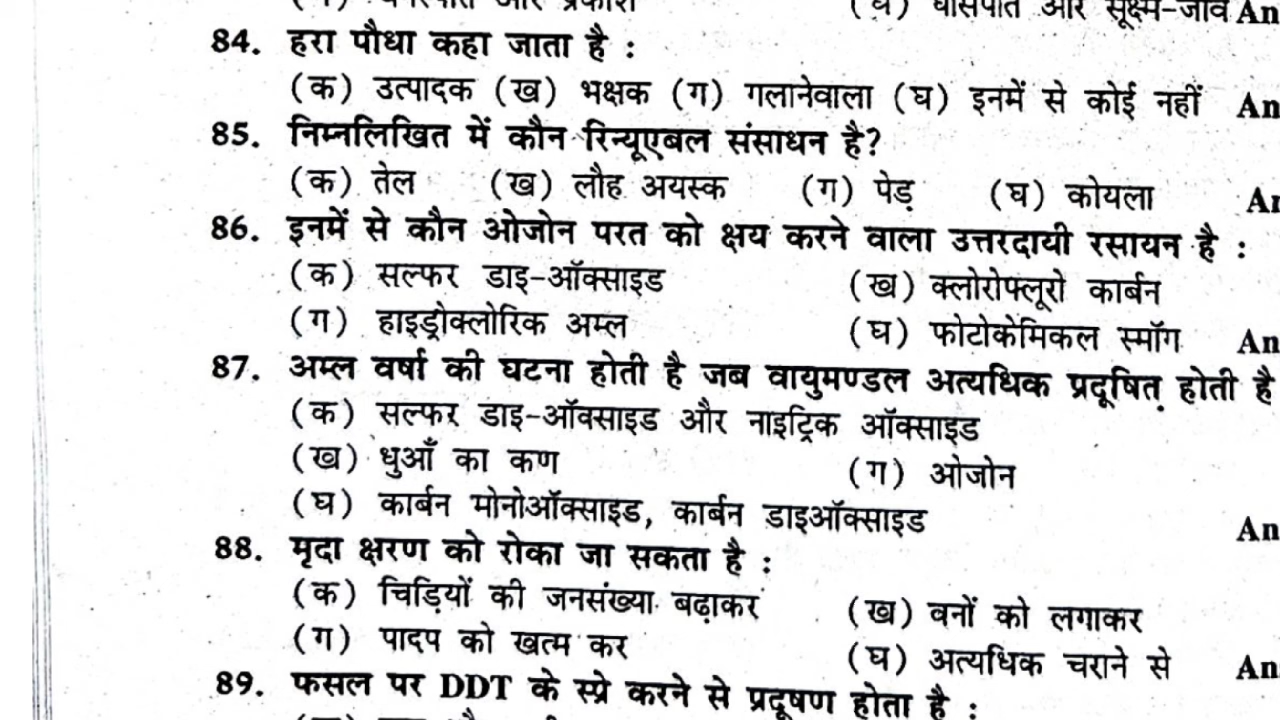 (घ) घासपात और सूक्ष्म-जीव An
84. हरा पौधा कहा जाता है :
(क) उत्पादक (ख) भक्षक (ग) गलानेवाला (घ) इनमें से कोई नहीं An
85. निम्नलिखित में कौन रिन्यूएबल संसाधन है?
(क) तेल (ख) लौह अयस्क (ग) पेड़ (घ) कोयला An
86. इनमें से कौन ओजोन परत को क्षय करने वाला उत्तरदायी रसायन है :
(क) सल्फर डाइ-ऑक्साइड (ख) क्लोरोफ्लूरो कार्बन
(ग) हाइड्रोक्लोरिक अम्ल (घ) फोटोकेमिकल स्मॉग An
87. अम्ल वर्षा की घटना होती है जब वायुमण्डल अत्यधिक प्रदूषित होती है
(क) सल्फर डाइ-ऑक्साइड और नाइट्रिक ऑक्साइड
(ख) धुआँ का कण (ग) ओजोन
(घ) कार्बन मोनोऑक्साइड, कार्बन डाइऑक्साइड An
88. मृदा क्षरण को रोका जा सकता है :
(क) चिड़ियों की जनसंख्या बढ़ाकर (ख) वनों को लगाकर
(ग) पादप को खत्म कर (घ) अत्यधिक चराने से An
89. फसल पर DDT के स्प्रे करने से प्रदूषण होता है :